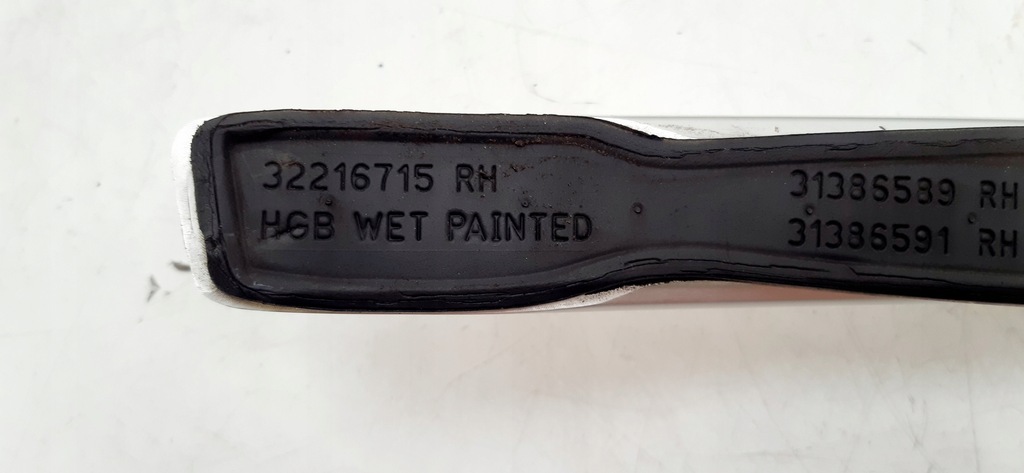 32216715 RH
HGB WET PAINTED
31386589 RH
31386591 RH